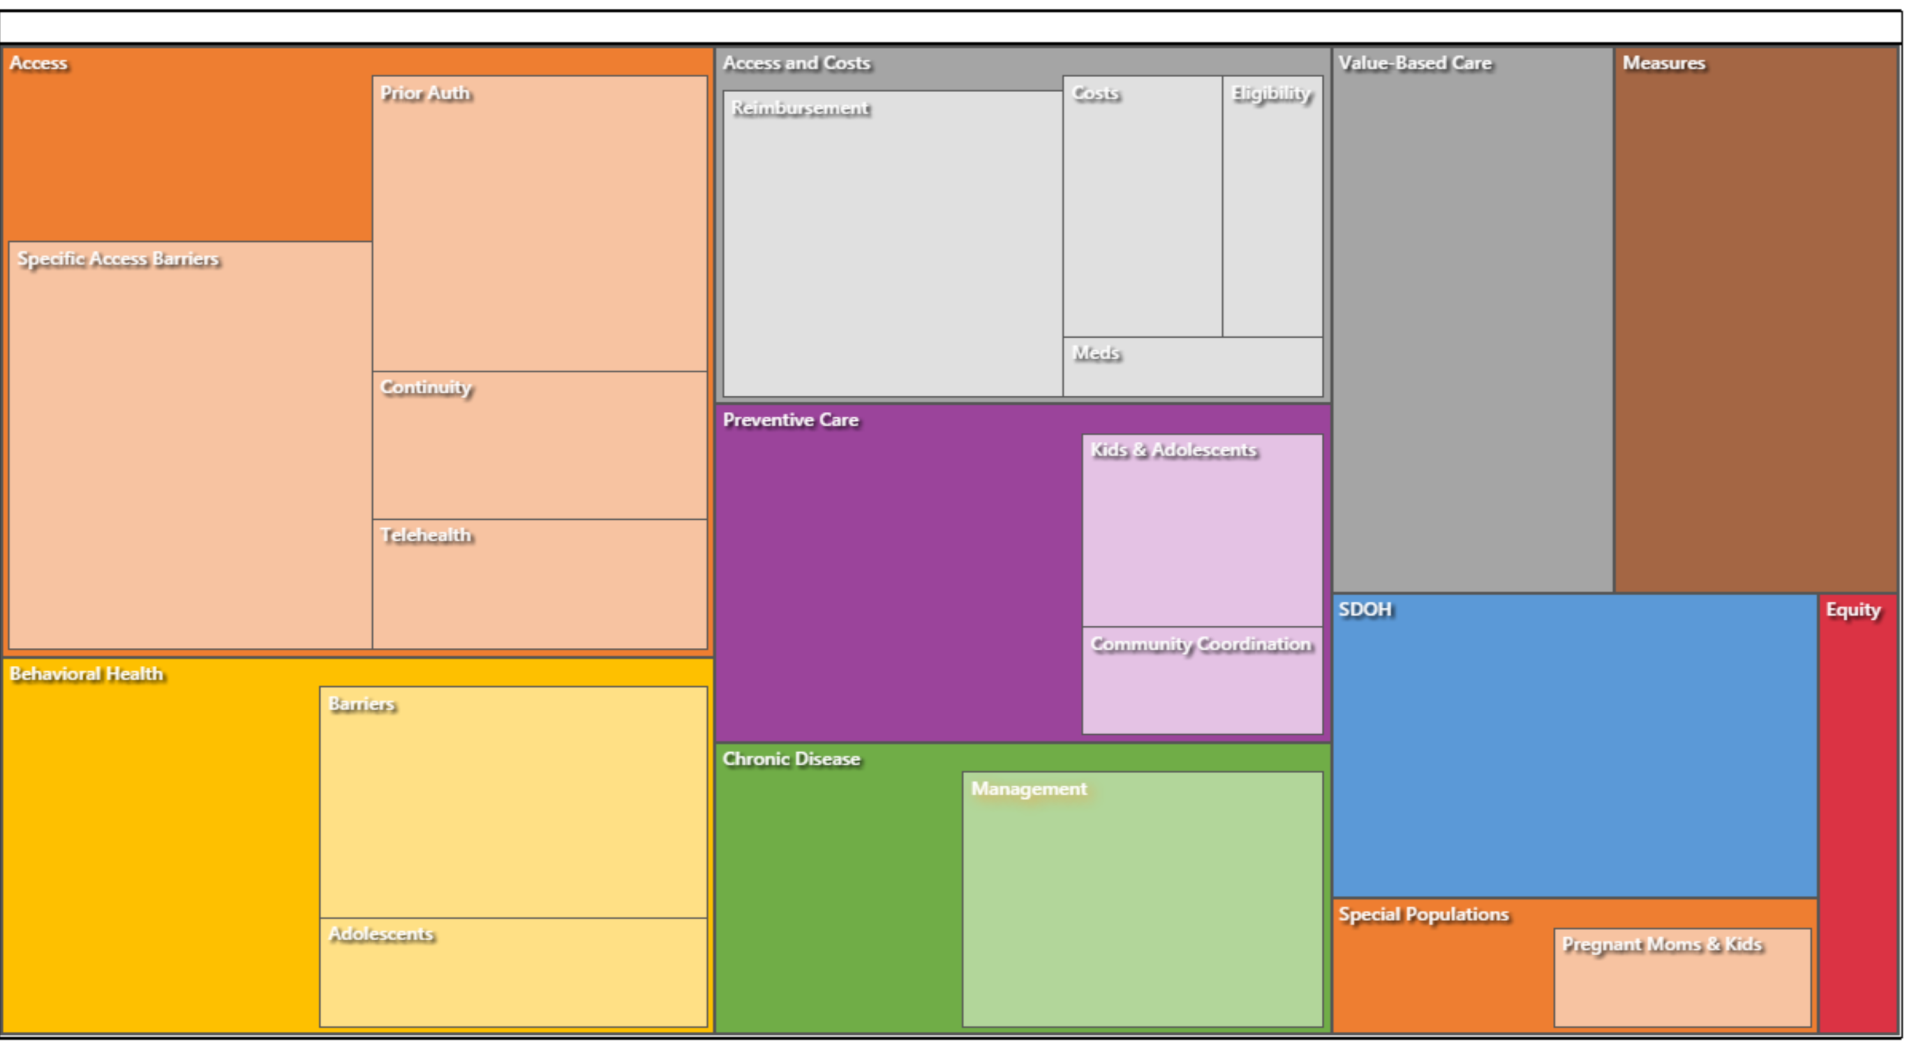 Access
Prior Auth
Specific Access Barriers
Continuity
Telehealth
Behavioral Health
Barriers
Adolescents
Access and Costs
Reimbursement
Costs
Eligibility
Meds
Preventive Care
Kids & Adolescents
Community Coordination
Chronic Disease
Management
Value-Based Care
Measures
SDOH
Equity
Special Populations
Pregnant Moms & Kids